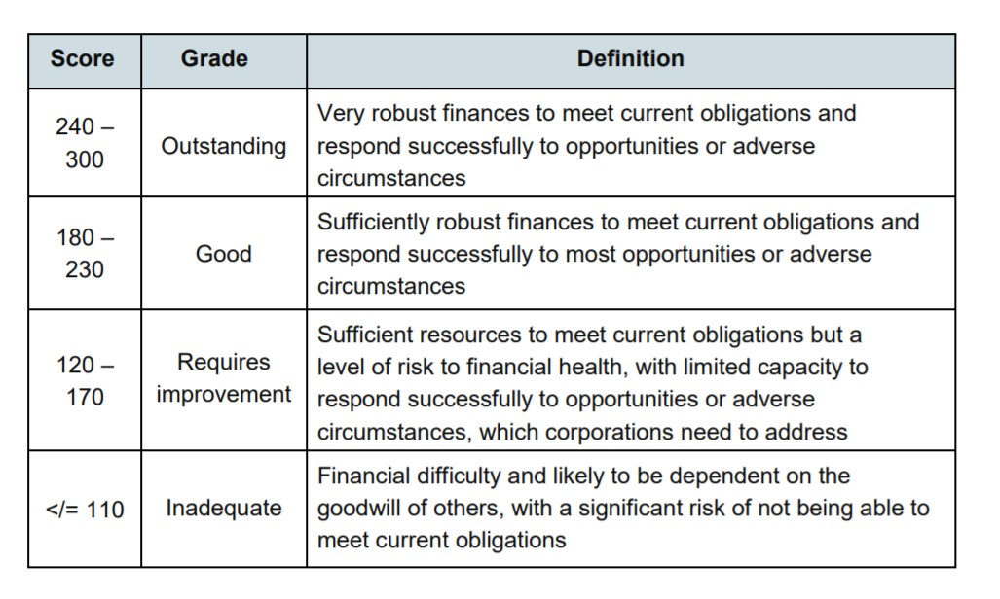 Score Grade Definition
240 –
300
Outstanding
Very robust finances to meet current obligations and
respond successfully to opportunities or adverse
circumstances
180 –
230
Good
Sufficiently robust finances to meet current obligations and
respond successfully to most opportunities or adverse
circumstances
120 –
170
Requires
improvement
Sufficient resources to meet current obligations but a
level of risk to financial health, with limited capacity to
respond successfully to opportunities or adverse
circumstances, which corporations need to address
</= 110
Inadequate
Financial difficulty and likely to be dependent on the
goodwill of others, with a significant risk of not being able to
meet current obligations